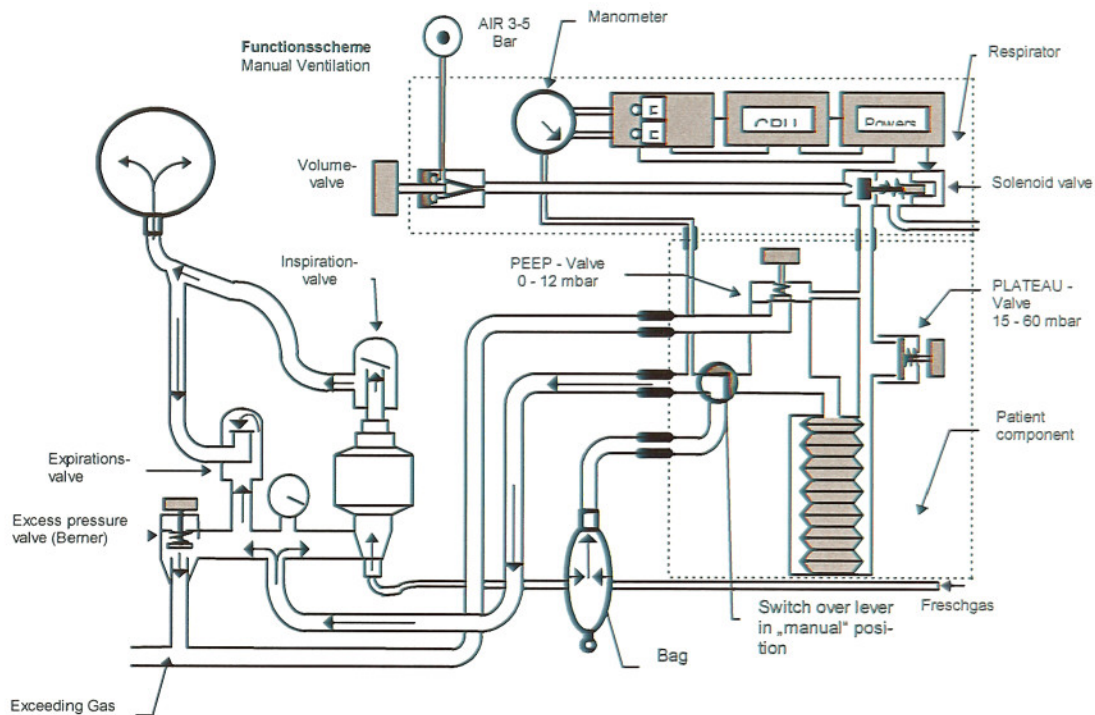 Functionsscheme
Manual Ventilation
AIR 3-5
Bar
Manometer
Respirator
Volume-
valve
Solenoid valve
Inspiration-
valve
PEEP - Valve
0 - 12 mbar
PLATEAU -
Valve
15 - 60 mbar
Patient
component
Expirations-
valve
Excess pressure
valve (Berner)
Freschgas
Switch over lever
in „manual“ posi-
tion
Bag
Exceeding Gas